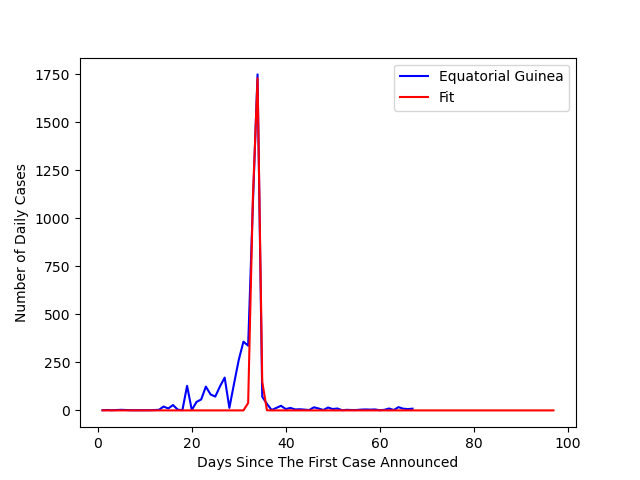 Equatorial Guinea
Fit
1750
1500
1250
1000
750
500
250
0
Number of Daily Cases
0 20 40 60 80 100
Days Since The First Case Announced